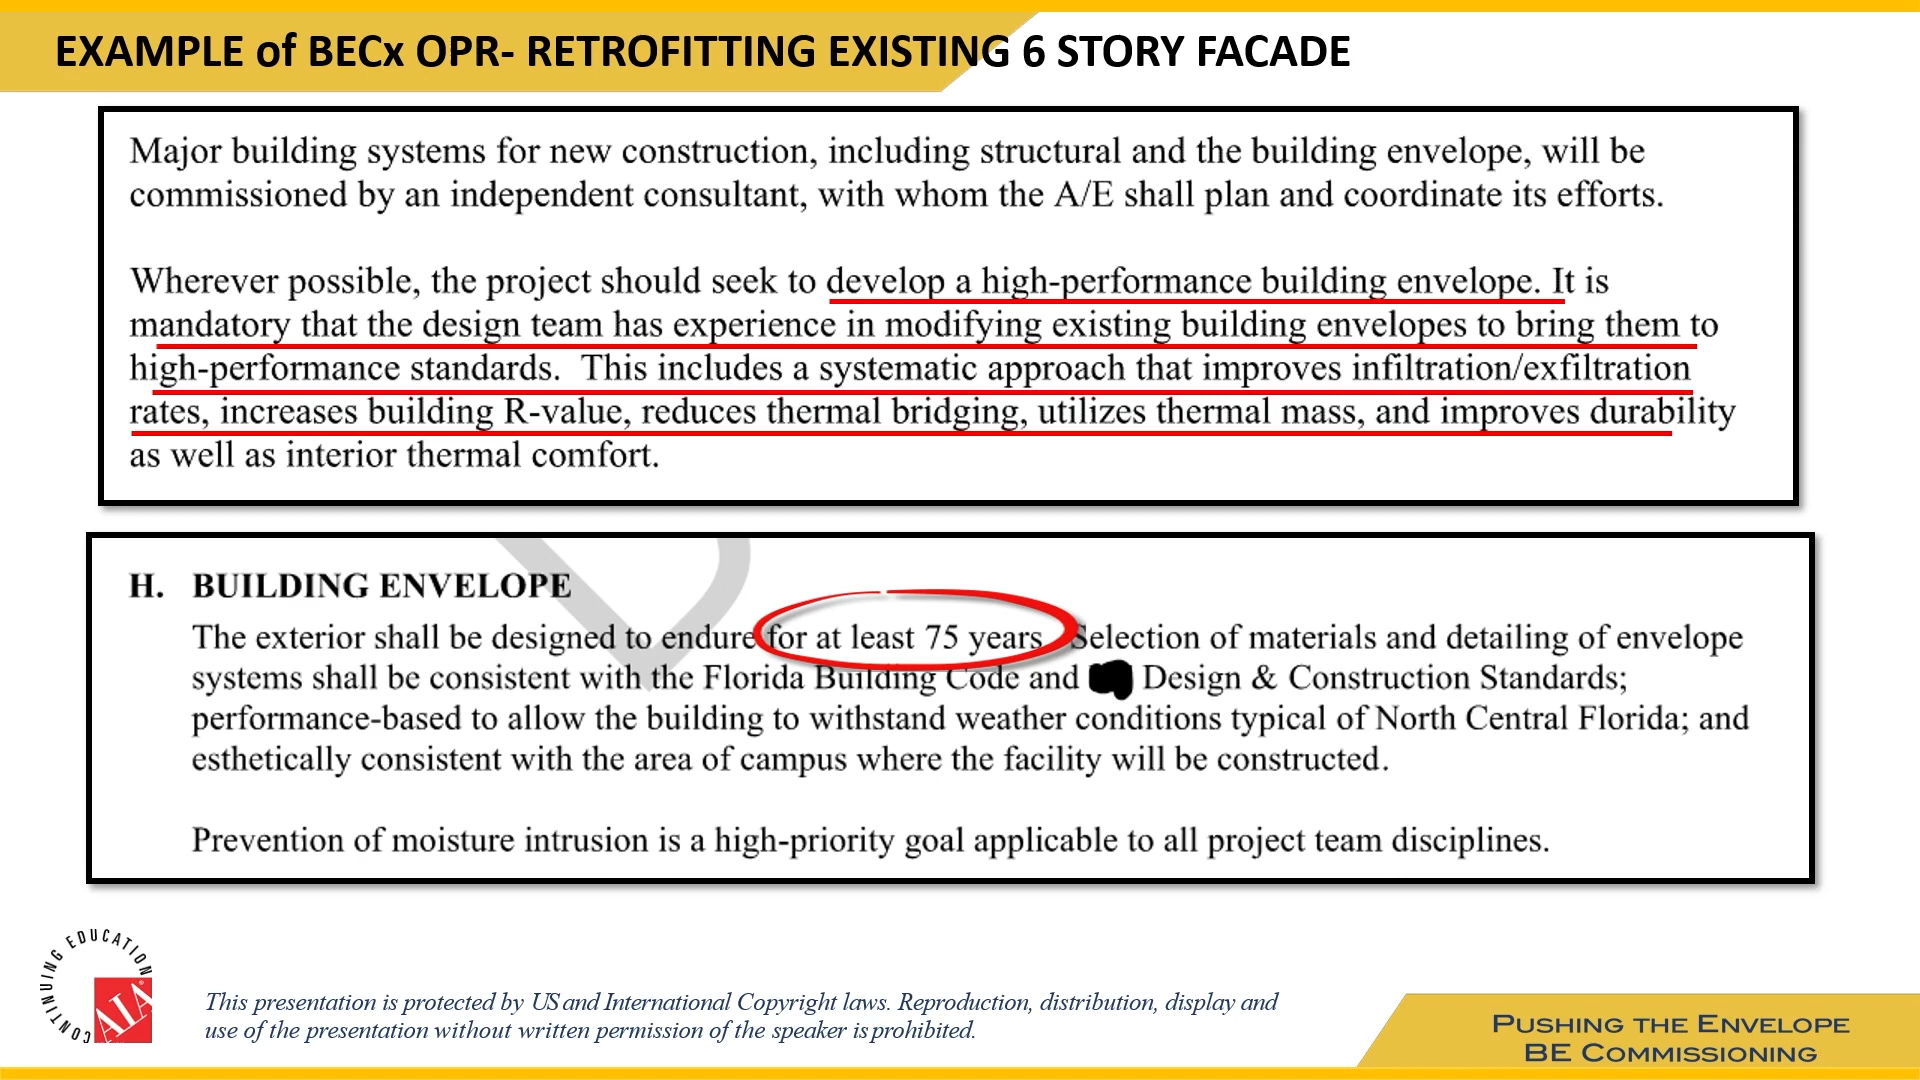 EXAMPLE of BECx OPR- RETROFITTING EXISTING 6 STORY FACADE
Major building systems for new construction, including structural and the building envelope, will be
commissioned by an independent consultant, with whom the A/E shall plan and coordinate its efforts.
Wherever possible, the project should seek to develop a high-performance building envelope. It is
mandatory that the design team has experience in modifying existing building envelopes to bring them to
high-performance standards.  This includes a systematic approach that improves infiltration/exfiltration
rates, increases building R-value, reduces thermal bridging, utilizes thermal mass, and improves durability
as well as interior thermal comfort.
H. BUILDING ENVELOPE
The exterior shall be designed to endure for at least 75 years. Selection of materials and detailing of envelope
systems shall be consistent with the Florida Building Code and Design & Construction Standards;
performance-based to allow the building to withstand weather conditions typical of North Central Florida; and
esthetically consistent with the area of campus where the facility will be constructed.
Prevention of moisture intrusion is a high-priority goal applicable to all project team disciplines.
CONTINUING EDUCATION
AIA
This presentation is protected by US and International Copyright laws. Reproduction, distribution, display and
use of the presentation without written permission of the speaker is prohibited.
PUSHING THE ENVELOPE
BE COMMISSIONING